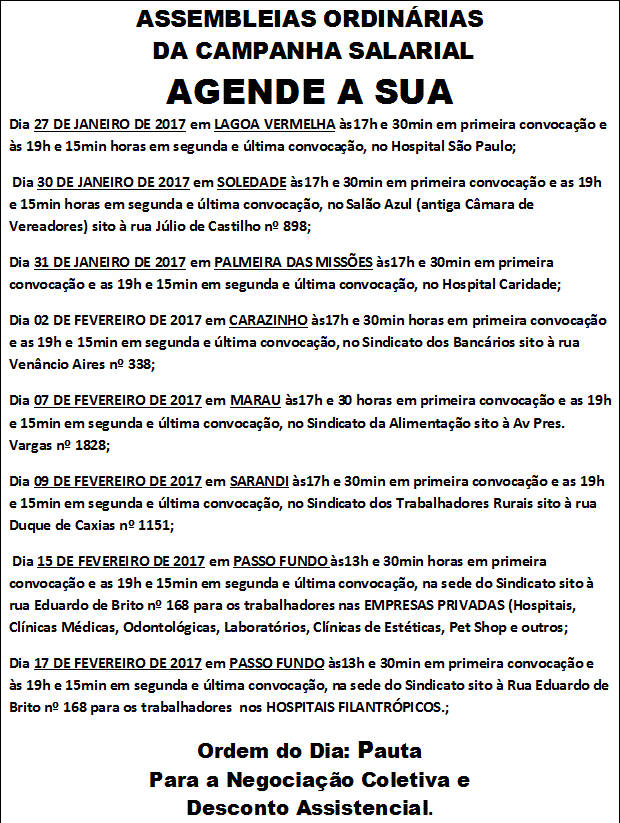 ASSEMBLEIAS ORDINÁRIAS
DA CAMPANHA SALARIAL
AGENDE A SUA
Dia 27 DE JANEIRO DE 2017 em LAGOA VERMELHA às17h e 30min em primeira convocação e
às 19h e 15min horas em segunda e última convocação, no Hospital São Paulo;
Dia 30 DE JANEIRO DE 2017 em SOLEDADE às17h e 30min em primeira convocação e as 19h
e 15min horas em segunda e última convocação, no Salão Azul (antiga Câmara de
Vereadores) sito à rua Júlio de Castilho nº 898;
Dia 31 DE JANEIRO DE 2017 em PALMEIRA DAS MISSÕES às17h e 30min em primeira
convocação e as 19h e 15min em segunda e última convocação, no Hospital Caridade;
Dia 02 DE FEVEREIRO DE 2017 em CARAZINHO às17h e 30min horas em primeira convocação
e as 19h e 15min em segunda e última convocação, no Sindicato dos Bancários sito à rua
Venâncio Aires nº 338;
Dia 07 DE FEVEREIRO DE 2017 em MARAU às17h e 30 horas em primeira convocação e as 19h
e 15min em segunda e última convocação, no Sindicato da Alimentação sito à Av Pres.
Vargas nº 1828;
Dia 09 DE FEVEREIRO DE 2017 em SARANDI às17h e 30min em primeira convocação e as 19h
e 15min em segunda e última convocação, no Sindicato dos Trabalhadores Rurais sito à rua
Duque de Caxias nº 1151;
Dia 15 DE FEVEREIRO DE 2017 em PASSO FUNDO às13h e 30min horas em primeira
convocação e as 19h e 15min em segunda e última convocação, na sede do Sindicato sito à
rua Eduardo de Brito nº 168 para os trabalhadores nas EMPRESAS PRIVADAS (Hospitais,
Clínicas Médicas, Odontológicas, Laboratórios, Clínicas de Estéticas, Pet Shop e outros;
Dia 17 DE FEVEREIRO DE 2017 em PASSO FUNDO às13h e 30min em primeira convocação e
às 19h e 15min em segunda e última convocação, na sede do Sindicato sito à Rua Eduardo de
Brito nº 168 para os trabalhadores nos HOSPITAIS FILANTRÓPICOS.;
Ordem do Dia: Pauta
Para a Negociação Coletiva e
Desconto Assistencial.